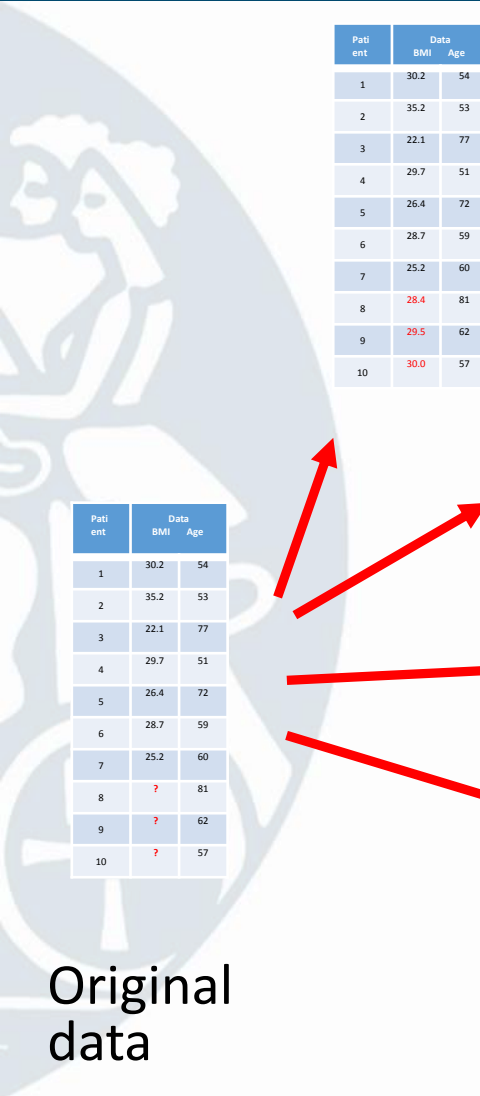 Pati Data
ent BMI Age
1 30.2 54
2 35.2 53
3 22.1 77
4 29.7 51
5 26.4 72
6 28.7 59
7 25.2 60
8 28.4 81
9 29.5 62
10 30.0 57
Pati Data
ent BMI Age
1 30.2 54
2 35.2 53
3 22.1 77
4 29.7 51
5 26.4 72
6 28.7 59
7 25.2 60
8 ? 81
9 ? 62
10 ? 57
Original
data